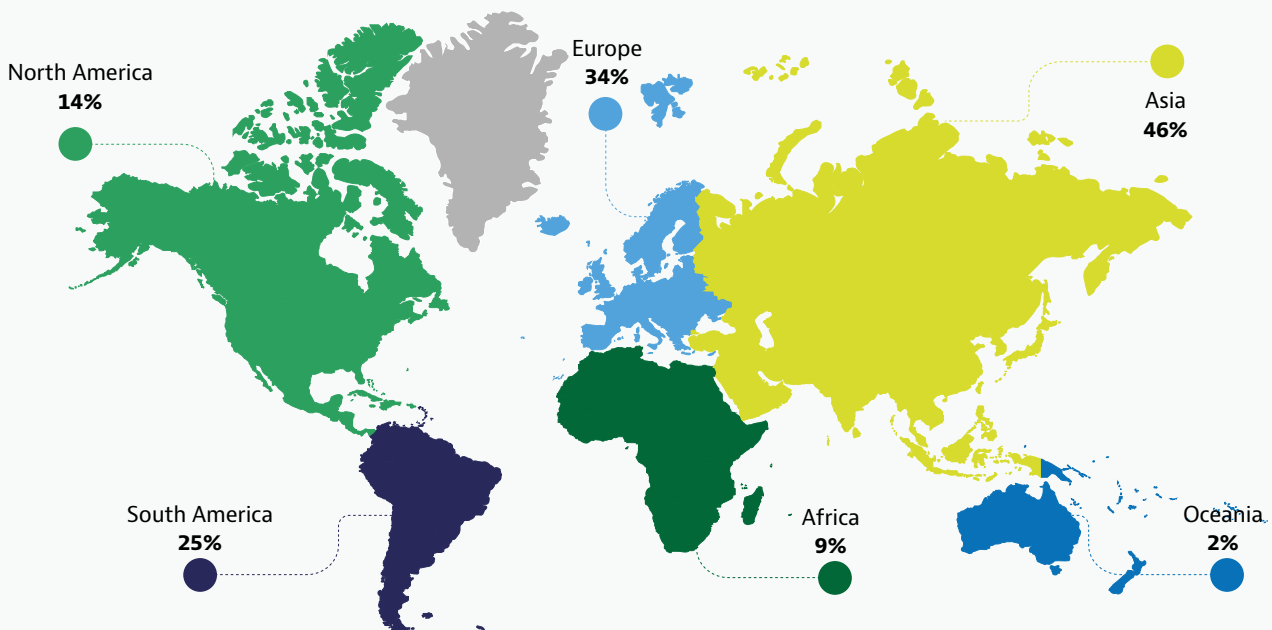 North America
14%
Europe
34%
Asia
46%
South America
25%
Africa
9%
Oceania
2%